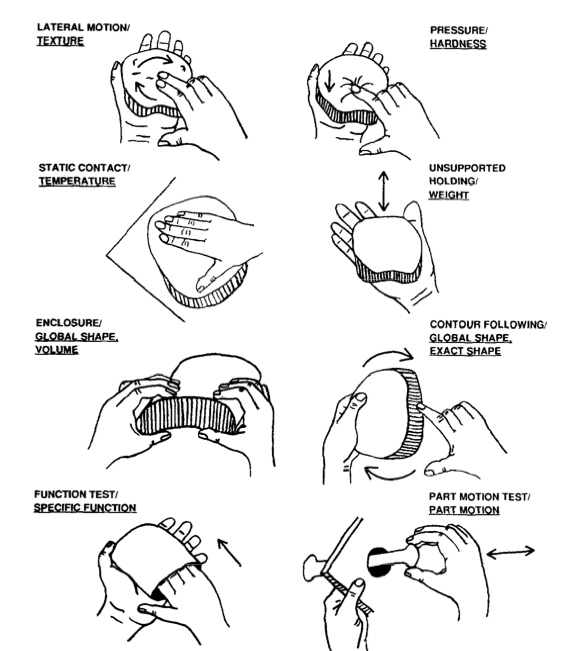 LATERAL MOTION/
TEXTURE
PRESSURE/
HARDNESS
STATIC CONTACT/
TEMPERATURE
UNSUPPORTED
HOLDING/
WEIGHT
ENCLOSURE/
GLOBAL SHAPE,
VOLUME
CONTOUR FOLLOWING/
GLOBAL SHAPE,
EXACT SHAPE
FUNCTION TEST/
SPECIFIC FUNCTION
PART MOTION TEST/
PART MOTION